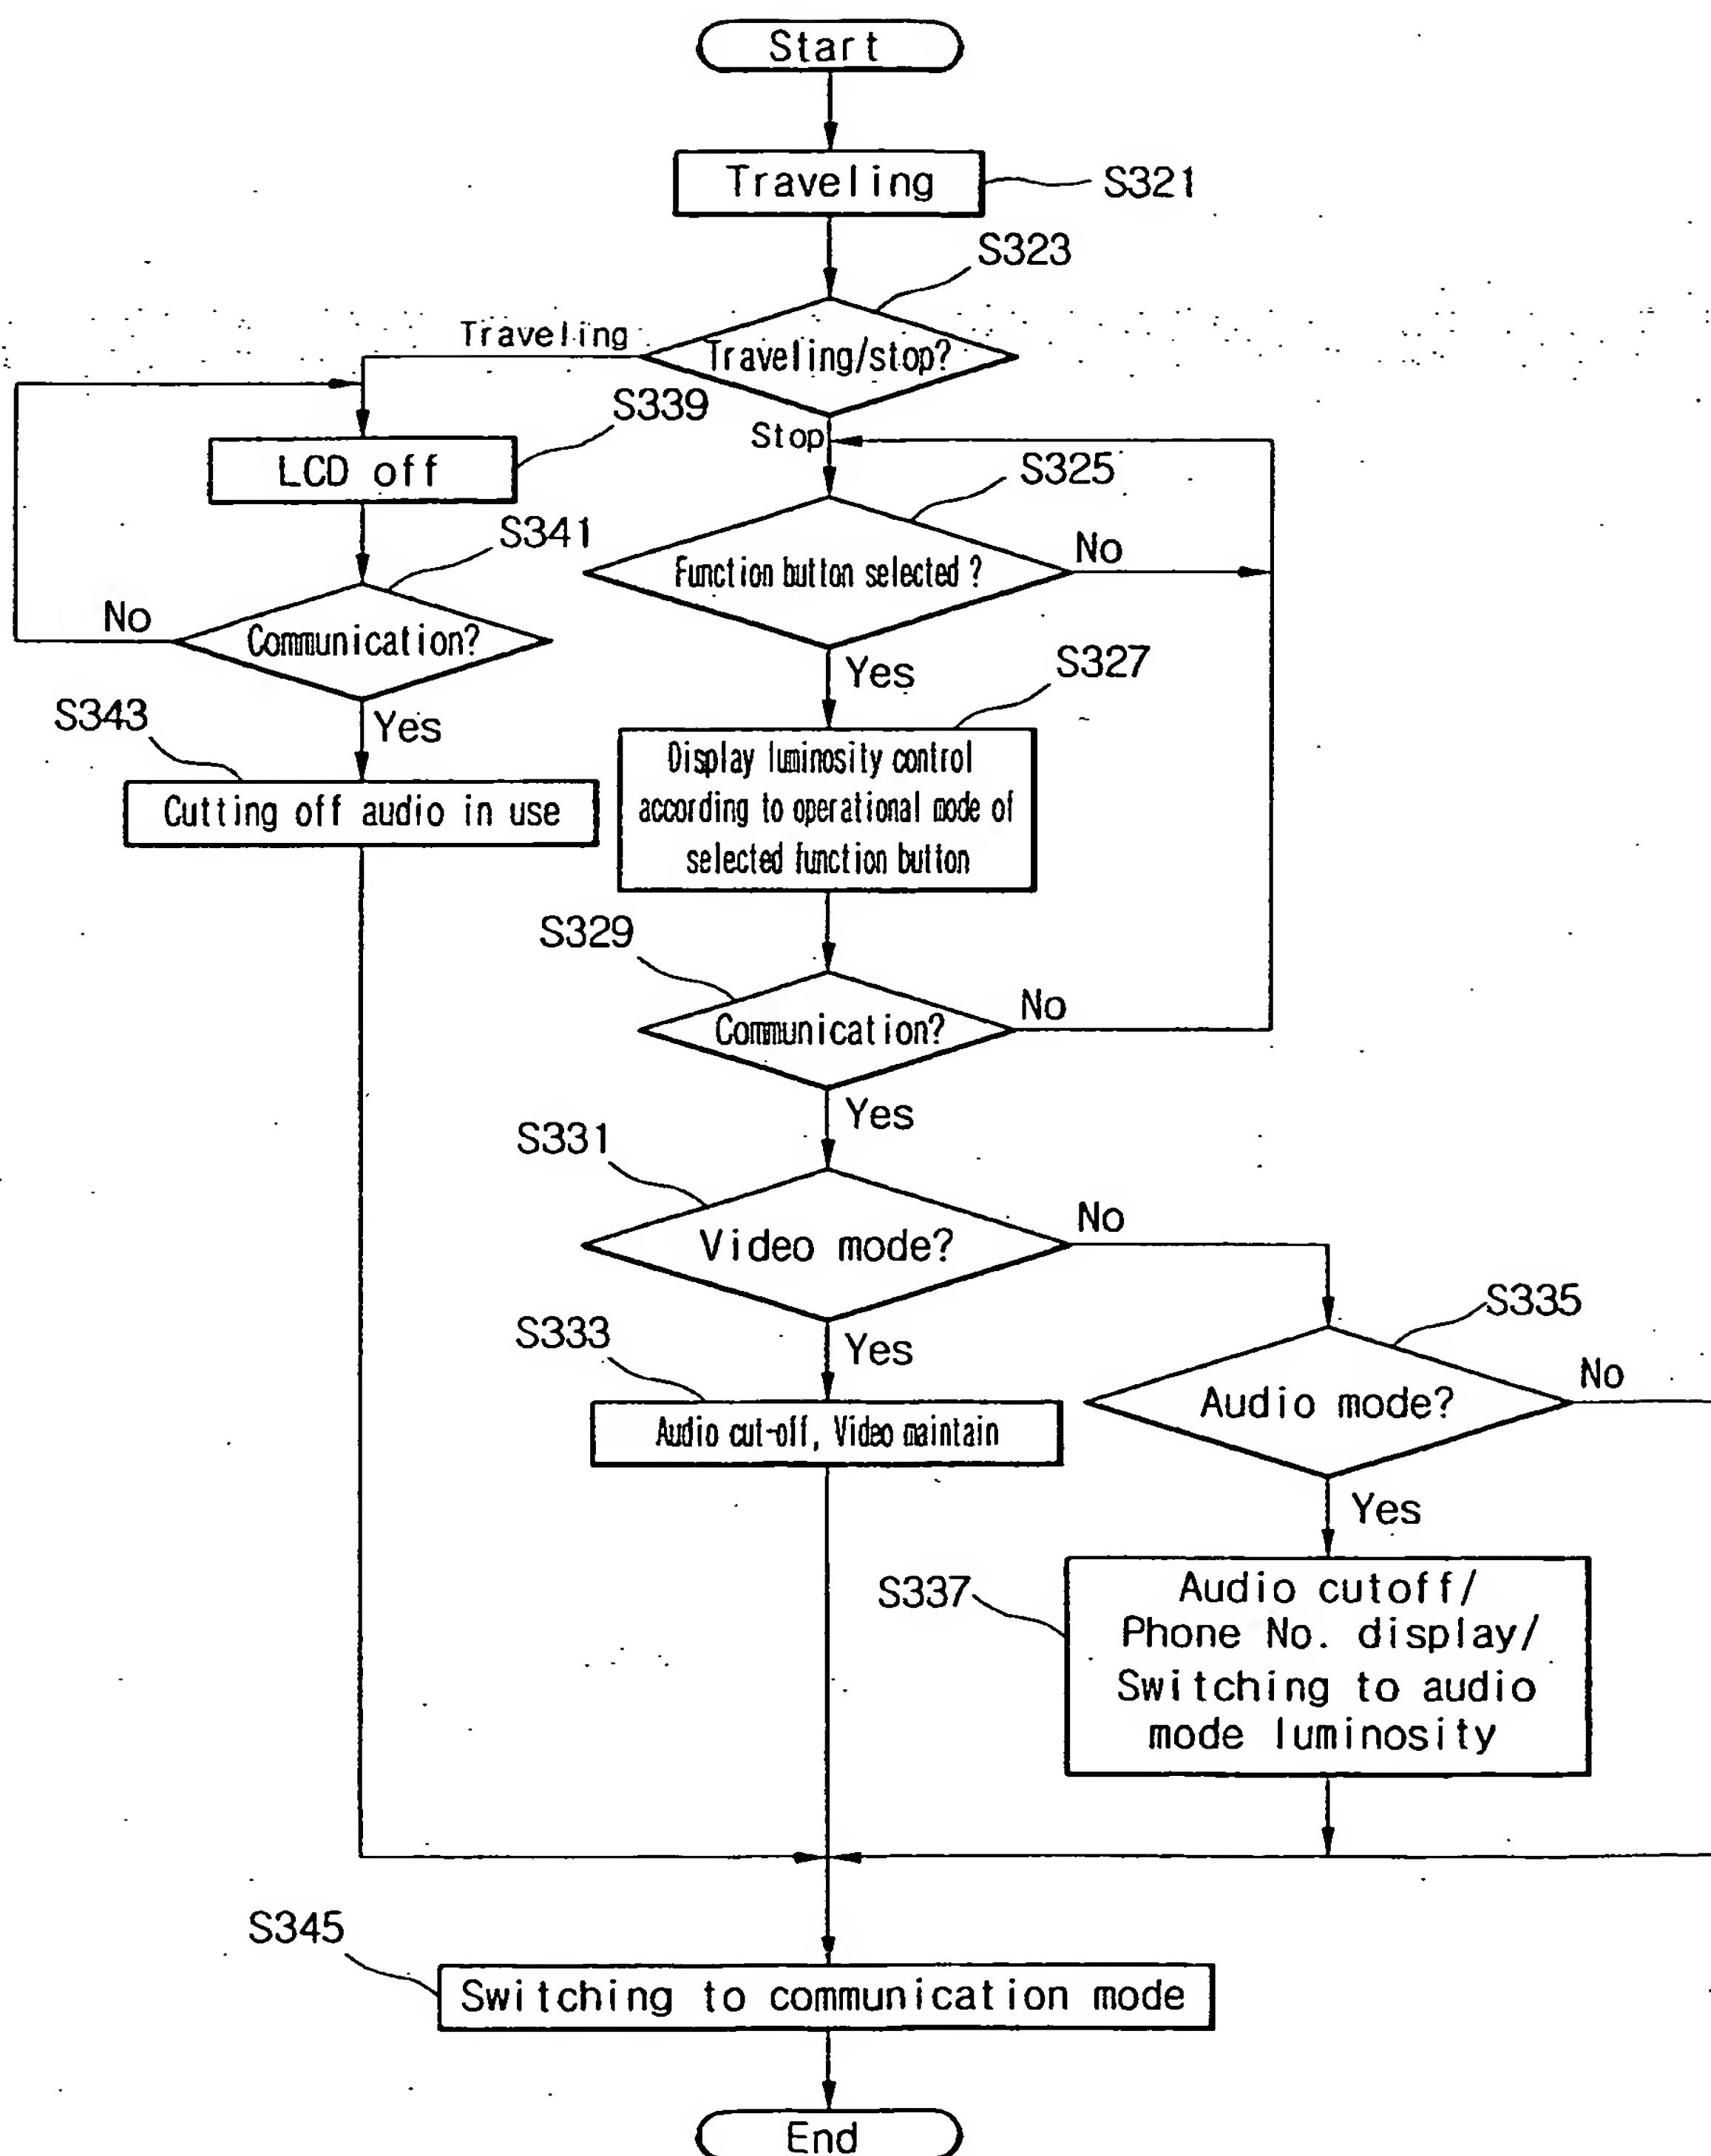 Start
Traveling
S321
S323
Traveling
Traveling/stop?
S339
Stop
LCD off
S325
S341
Function button selected ?
No
No
Communication?
Yes
S327
S343
Yes
Display luminosity control
according to operational mode of
selected function button
Cutting off audio in use
S329
Communication?
No
Yes
S331
Video mode?
No
S335
S333
Yes
Audio mode?
No
Audio cut-off, Video maintain
Yes
S337
Audio cutoff/
Phone No. display/
Switching to audio
mode luminosity
S345
Switching to communication mode
End